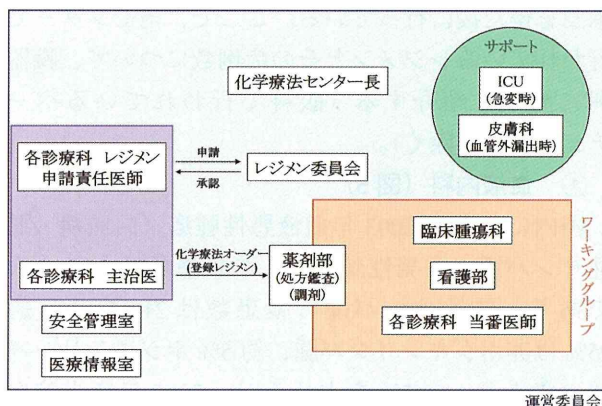 サポート
化学療法センター長
ICU
(急変時)
皮膚科
(血管外漏出時)
各診療科 レジメン
申請責任医師
申請
承認
レジメン委員会
化学療法オーダー
(登録レジメン)
各診療科 主治医
薬剤部
(処方鑑査)
(調剤)
臨床腫瘍科
看護部
各診療科 当番医師
ワーキンググループ
安全管理室
医療情報室
運営委員会